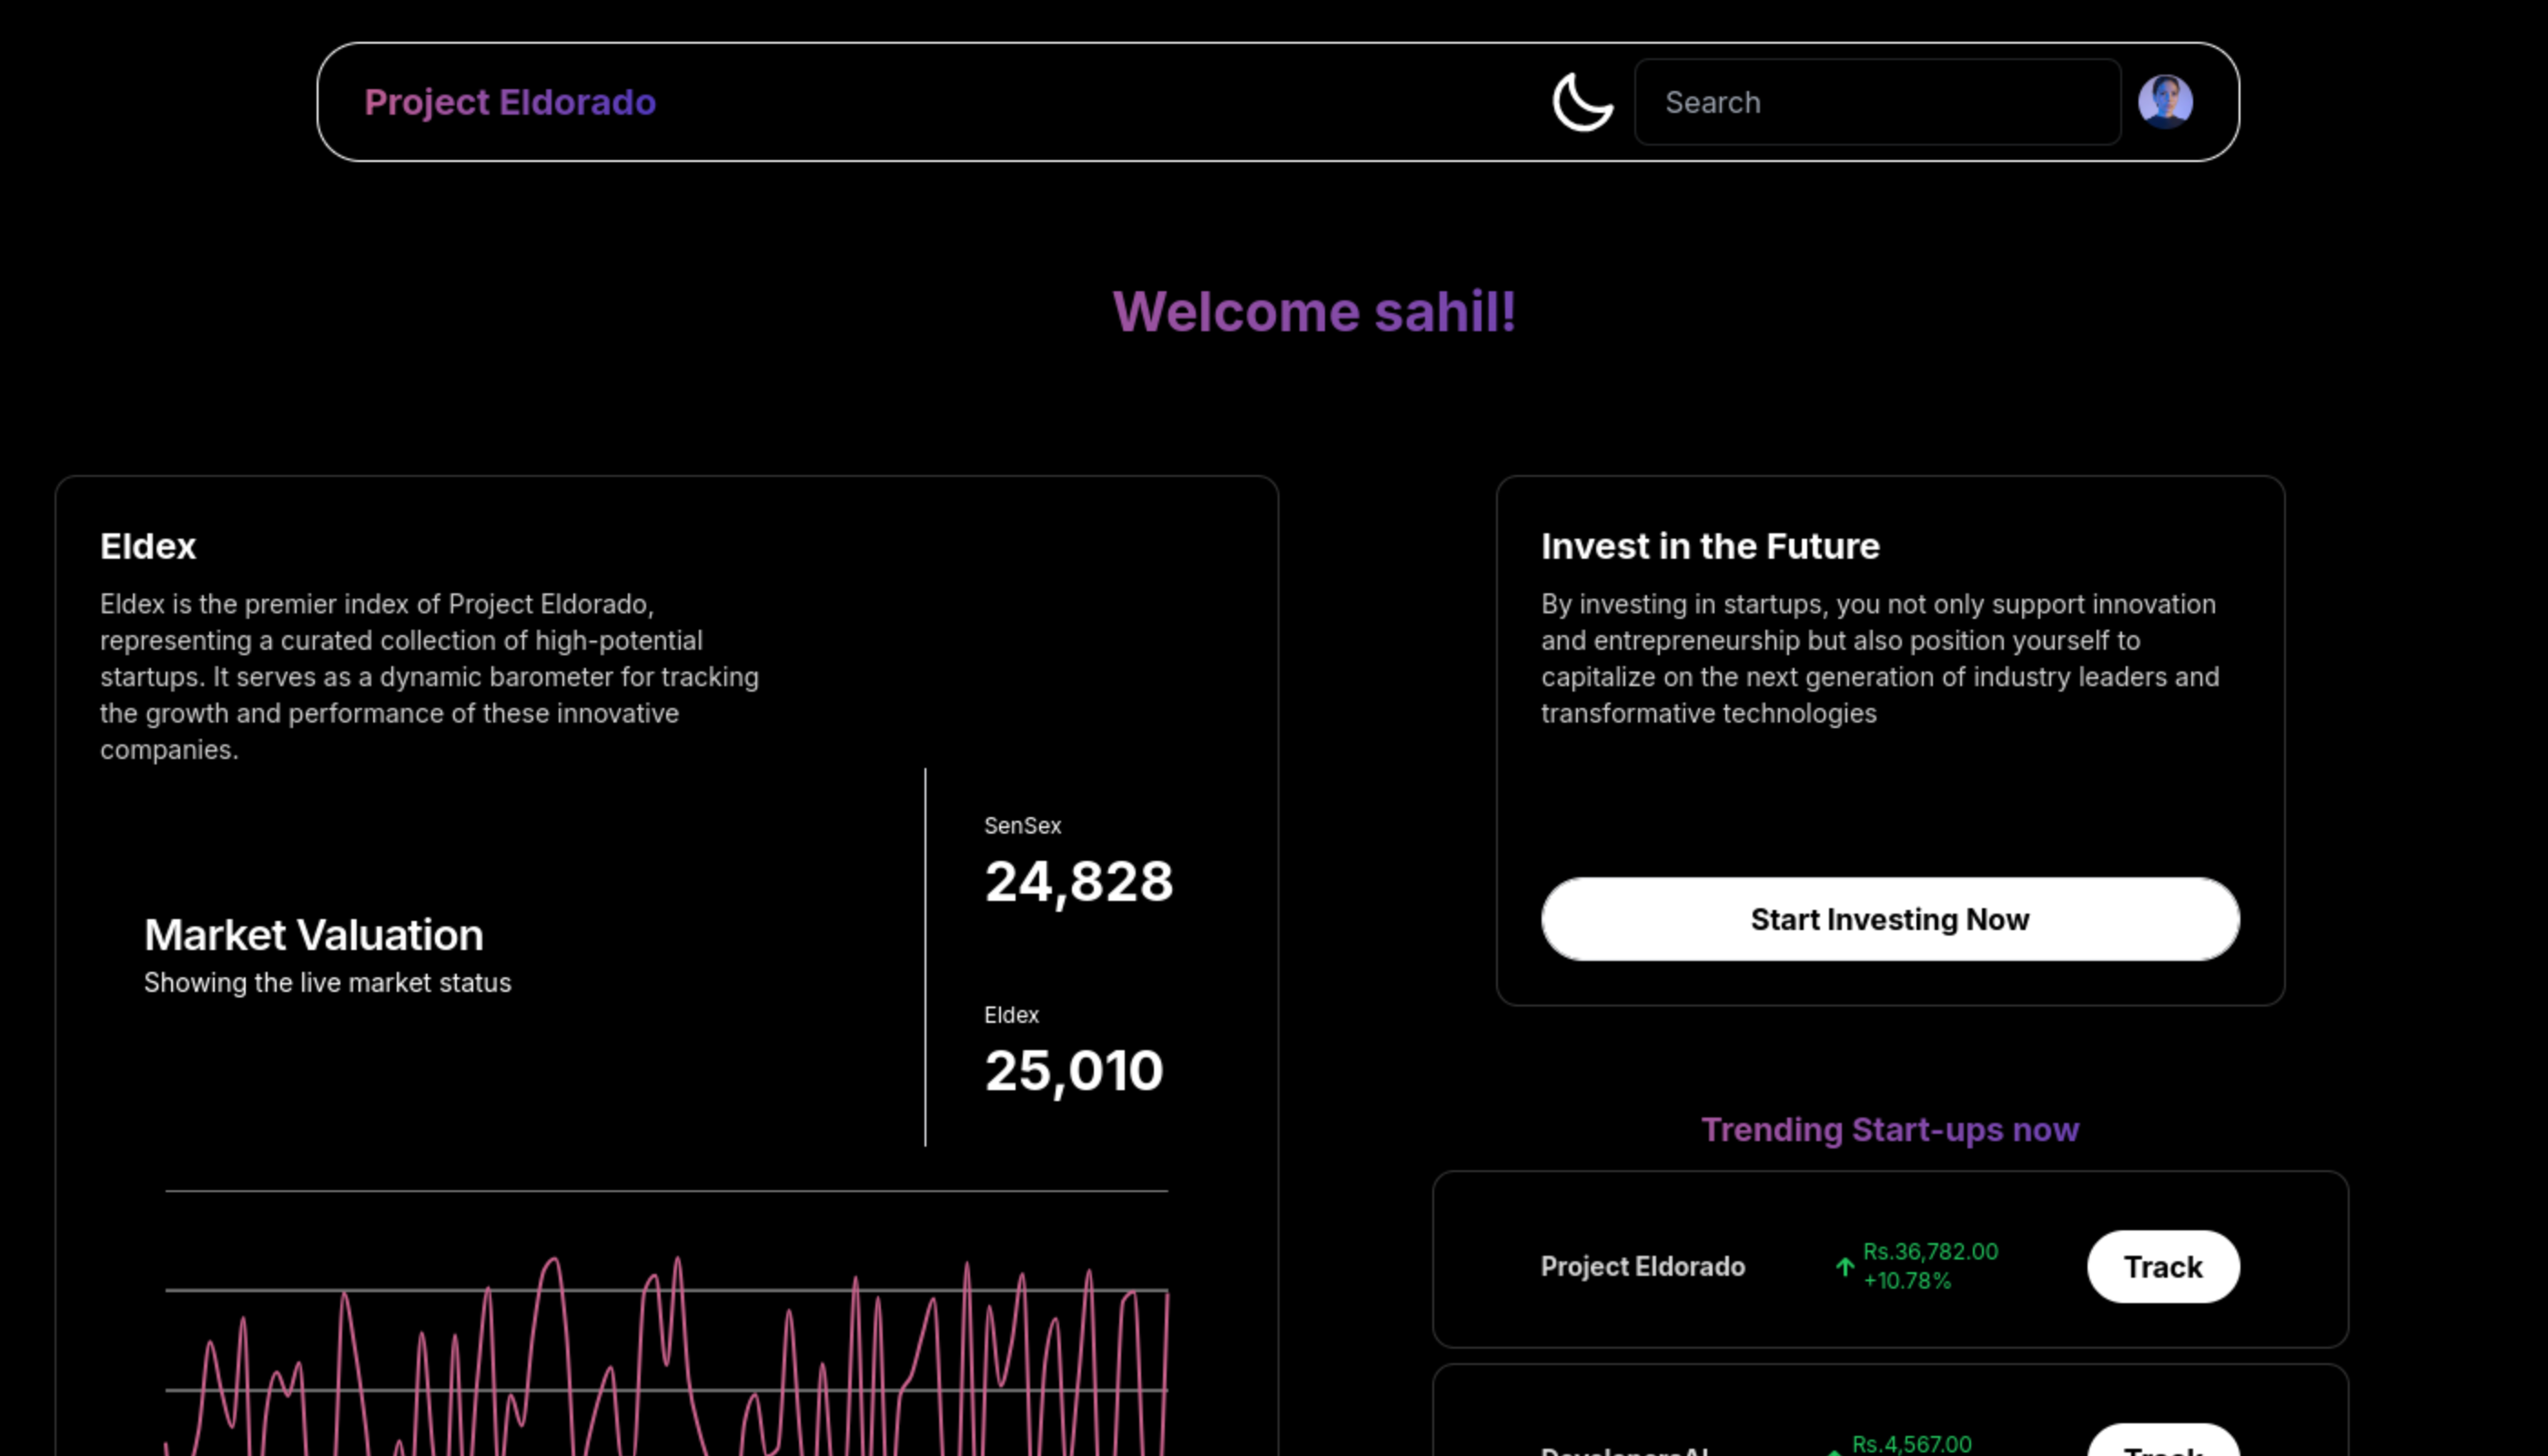 Project Eldorado
Search
Welcome sahil!
Eldex
Eldex is the premier index of Project Eldorado,
representing a curated collection of high-potential
startups. It serves as a dynamic barometer for tracking
the growth and performance of these innovative
companies.
Market Valuation
Showing the live market status
SenSex
24,828
Eldex
25,010
Invest in the Future
By investing in startups, you not only support innovation
and entrepreneurship but also position yourself to
capitalize on the next generation of industry leaders and
transformative technologies
Start Investing Now
Trending Start-ups now
Project Eldorado
Rs.36,782.00
+10.78%
Track
Rs.4,567.00
Track